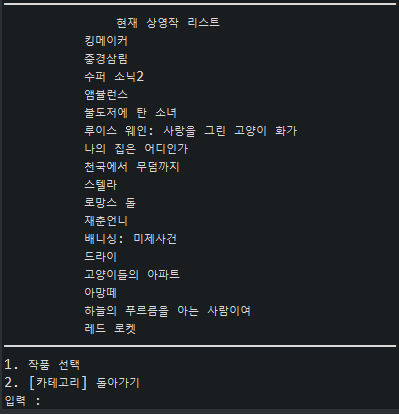 현재 상영작 리스트
킹메이커
중경삼림
수퍼 소닉2
앰뷸런스
불도저에 탄 소녀
루이스 웨인: 사랑을 그린 고양이 화가
나의 집은 어디인가
천국에서 무덤까지
스텔라
로망스 돌
재춘언니
배니싱: 미제사건
드라이
고양이들의 아파트
아망떼
하늘의 푸르름을 아는 사람이여
레드 로켓
1. 작품 선택
2. [카테고리] 돌아가기
입력 :